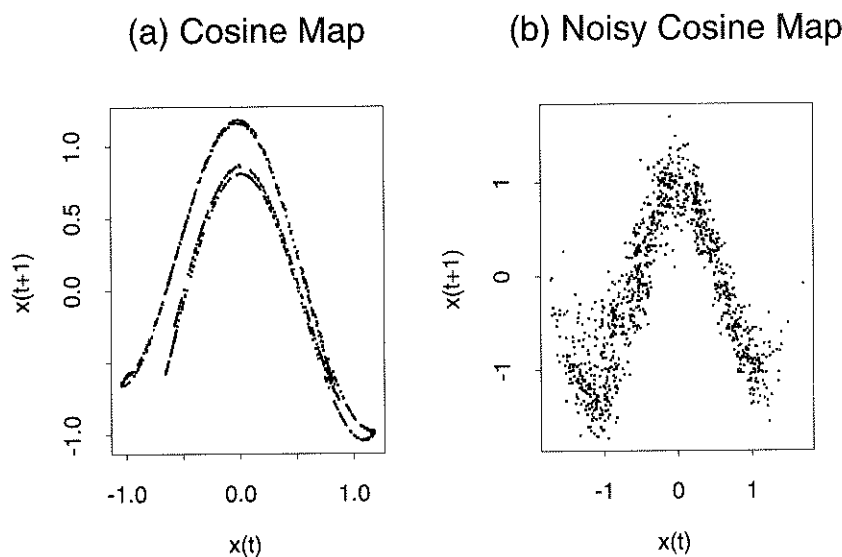 (a) Cosine Map
1.0
0.5
0.0
-1.0
x(t+1)
-1.0 0.0 1.0
x(t)
(b) Noisy Cosine Map
1
0
-1
x(t+1)
-1 0 1
x(t)